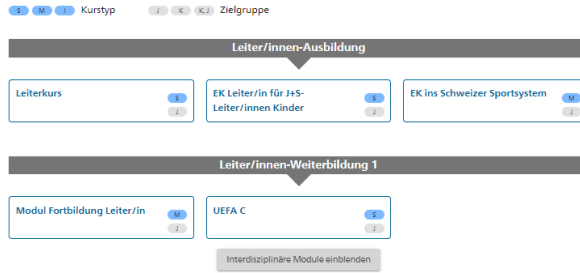 S M I Kurstyp J K K,J Zielgruppe
Leiter/innen-Ausbildung
Leiterkurs S J
EK Leiter/in für J+S-
Leiter/innen Kinder S J
EK ins Schweizer Sportsystem M J
Leiter/innen-Weiterbildung 1
Modul Fortbildung Leiter/in M J
UEFA C S J
Interdisziplinäre Module einblenden